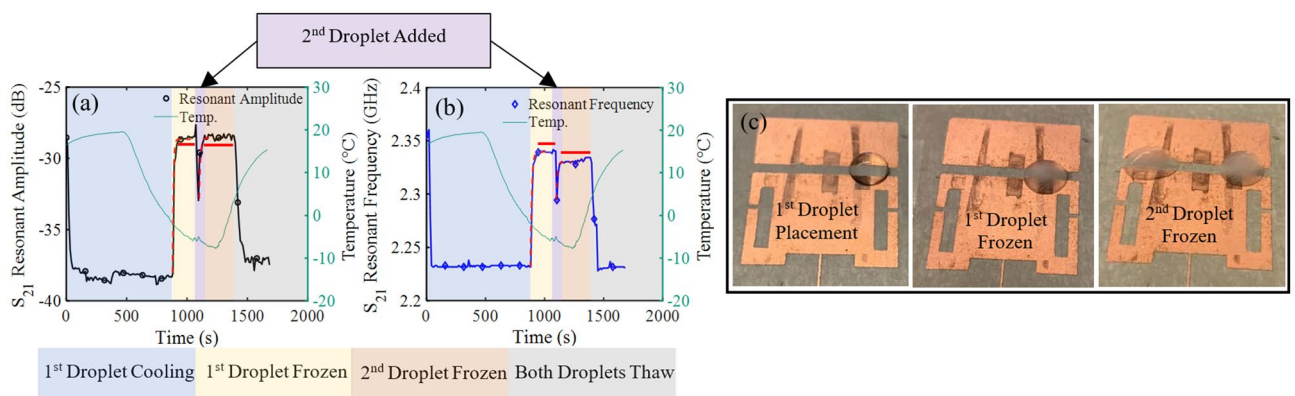 2nd Droplet Added
(a)
Resonant Amplitude
Temp.
S21 Resonant Amplitude (dB)
-25
-30
-35
-40
30
20
10
0
-10
-20
Temperature (°C)
0
500
1000
1500
2000
Time (s)
(b)
Resonant Frequency
Temp.
S21 Resonant Frequency (GHz)
2.4
2.35
2.33
2.25
2.2
30
20
10
0
-10
-20
Temperature (°C)
0
500
1000
1500
2000
Time (s)
(c)
1st Droplet
Placement
1st Droplet
Frozen
2nd Droplet
Frozen
1st Droplet Cooling
1st Droplet Frozen
2nd Droplet Frozen
Both Droplets Thaw